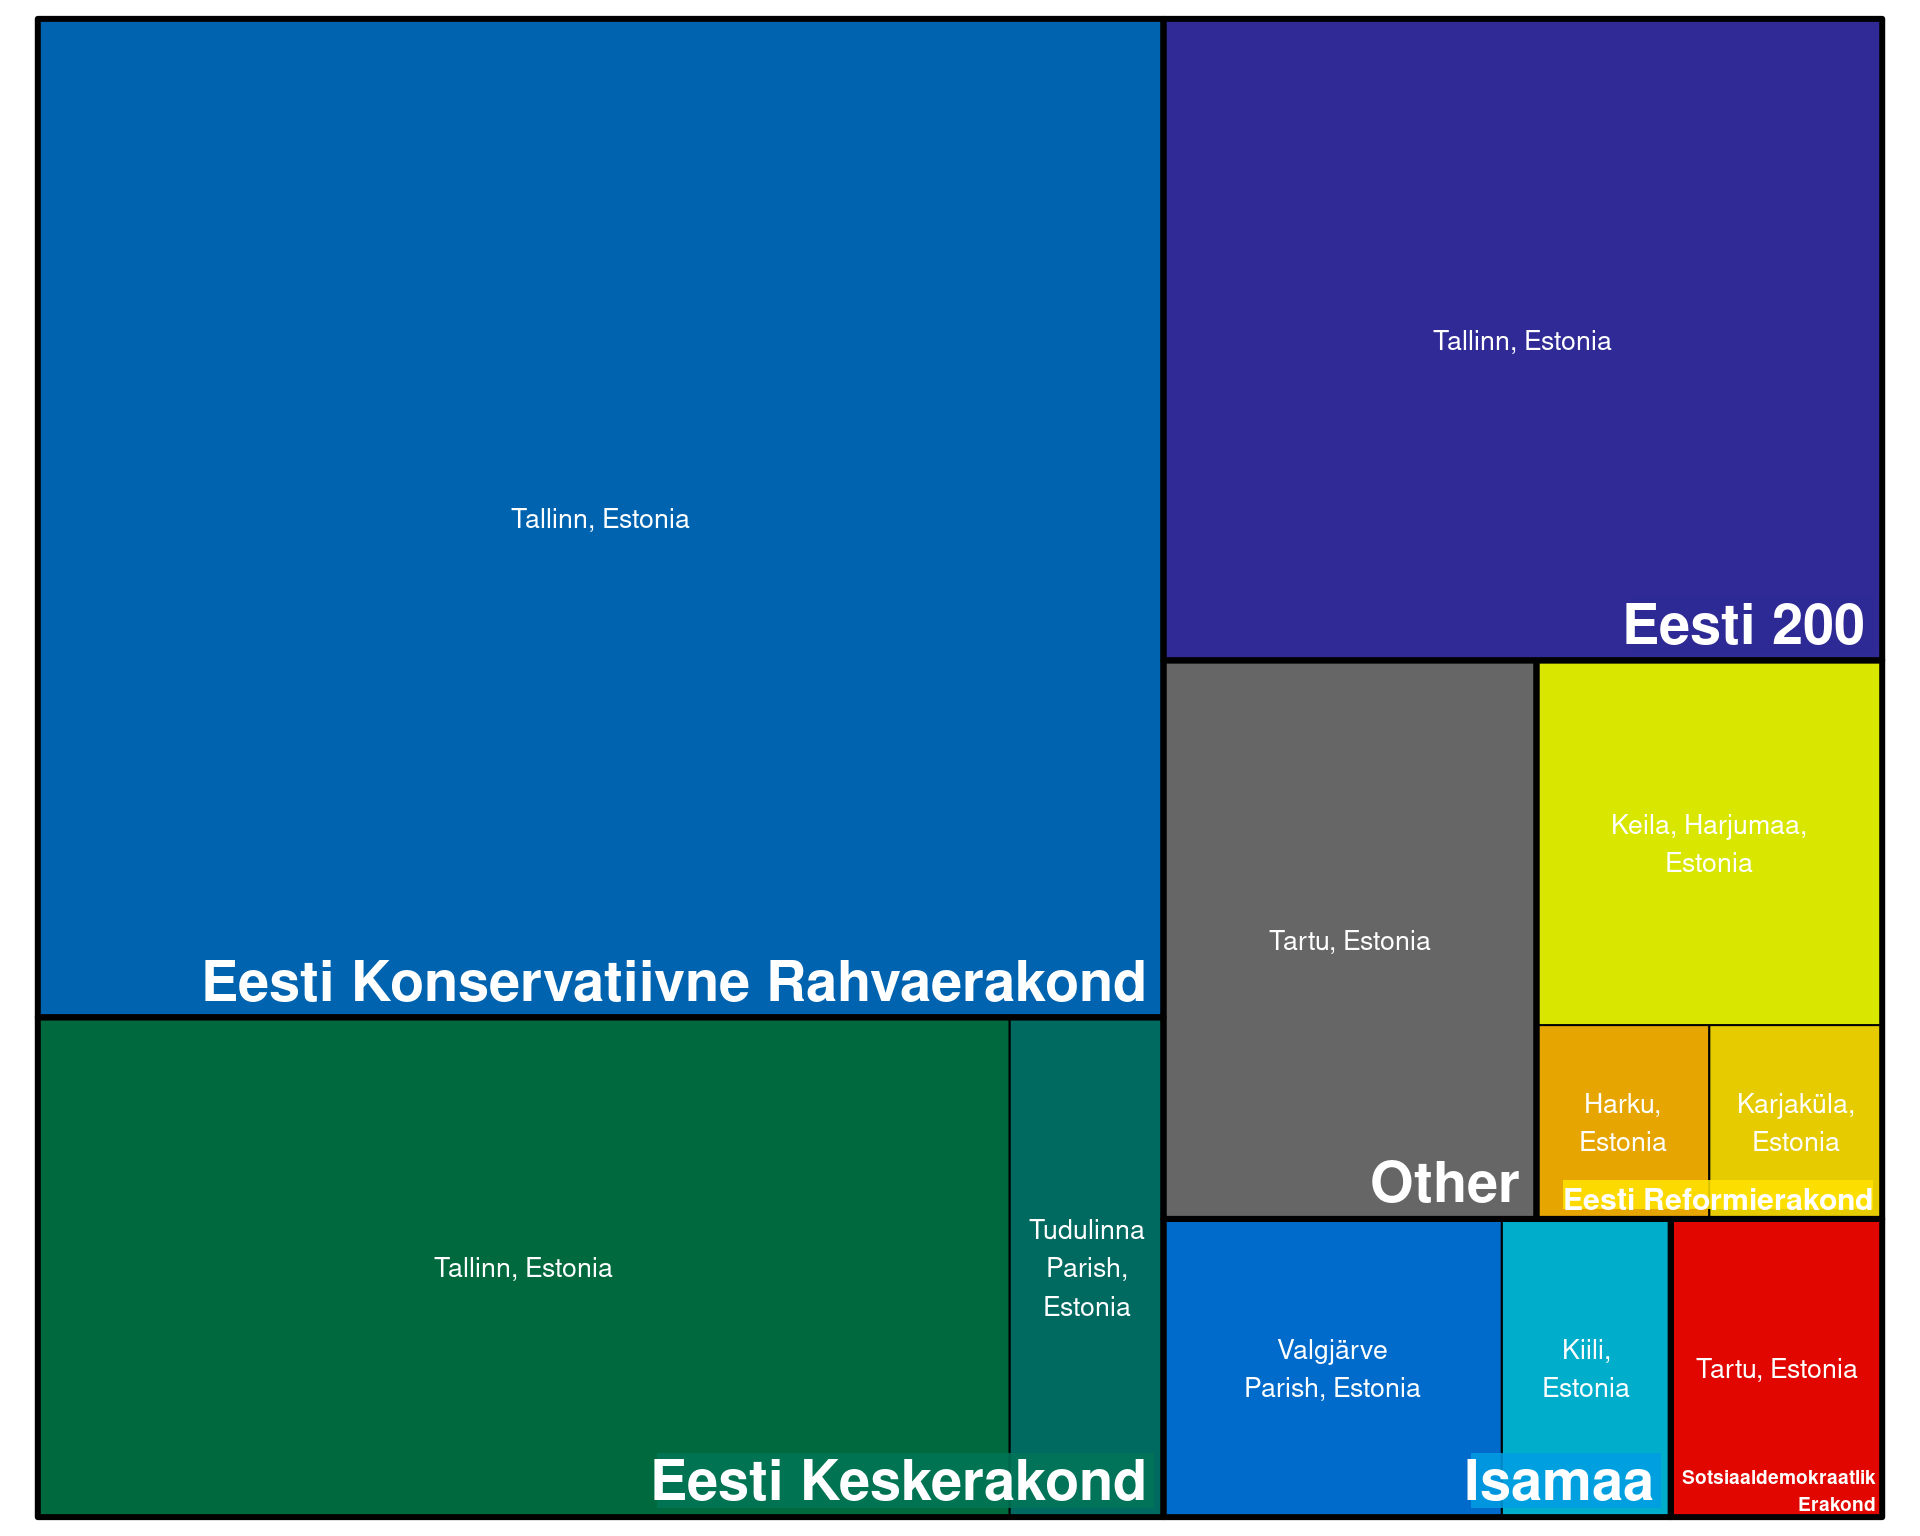 Tallinn, Estonia
Eesti Konservatiivne Rahvaerakond
Tallinn, Estonia
Eesti 200
Tartu, Estonia
Other
Keila, Harjumaa,
Estonia
Harku,
Estonia
Karjaküla,
Estonia
Eesti Reformierakond
Tallinn, Estonia
Tudulinna
Parish,
Estonia
Eesti Keskerakond
Valgjärve
Parish, Estonia
Kiili,
Estonia
Isamaa
Tartu, Estonia
Sotsiaaldemokraatlik
Erakond